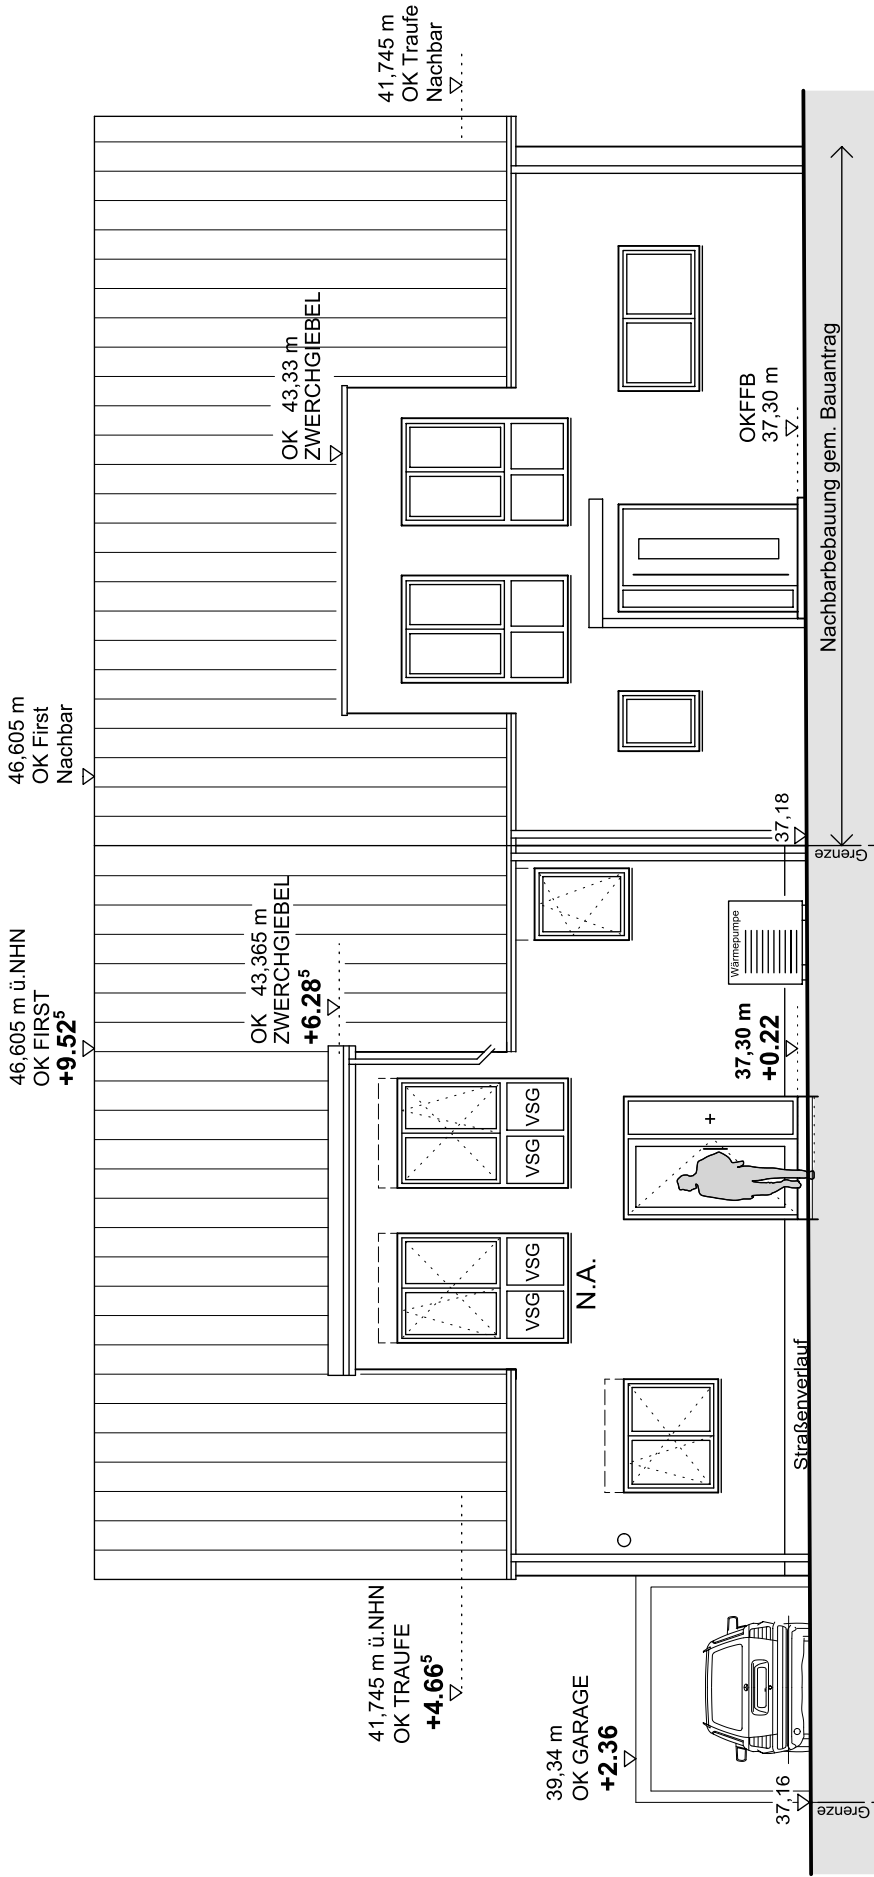 46,605 m ü.NHN
OK FIRST
+9.52⁵
46,605 m
OK First
Nachbar
41,745 m
OK Traufe
Nachbar
OK 43,365 m
ZWERCHGIEBEL
+6.28⁵
OK 43,33 m
ZWERCHGIEBEL
41,745 m ü.NHN
OK TRAUFE
+4.66⁵
39,34 m
OK GARAGE
+2.36
VSG
VSG
VSG
VSG
N.A.
Wärmepumpe
37,30 m
+0.22
OKFFB
37,30 m
37,16
Straßenverlauf
37,18
Grenze
Grenze
Nachbarbebauung gem. Bauantrag